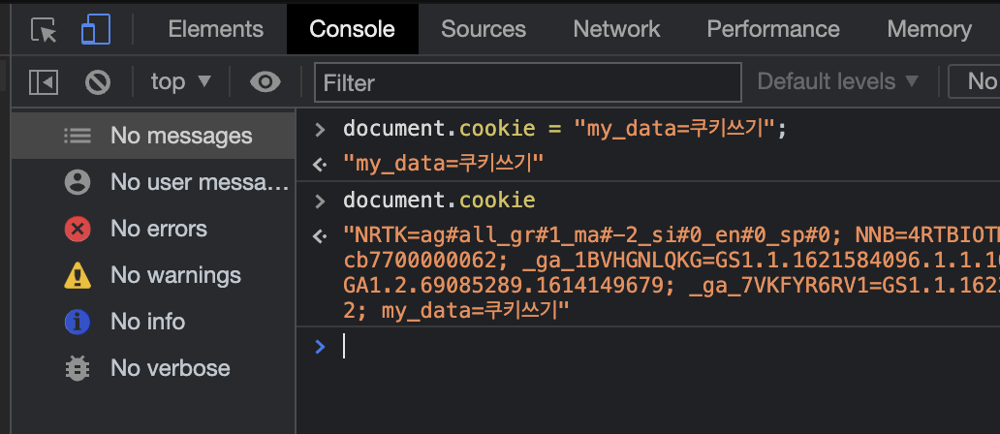 Elements Console Sources Network Performance Memory
top ▼ Filter Default levels ▼ No
No messages
No user messa…
No errors
No warnings
No info
No verbose
> document.cookie = "my_data=쿠키쓰기";
"my_data=쿠키쓰기"
> document.cookie
"NRTK=ag#all_gr#1_ma#-2_si#0_en#0_sp#0; NNB=4RTBIOT
cb7700000062; _ga_1BVHGNLQKG=GS1.1.1621584096.1.1.1
GA1.2.69085289.1614149679; _ga_7VKFYR6RV1=GS1.1.162
2; my_data=쿠키쓰기"
>